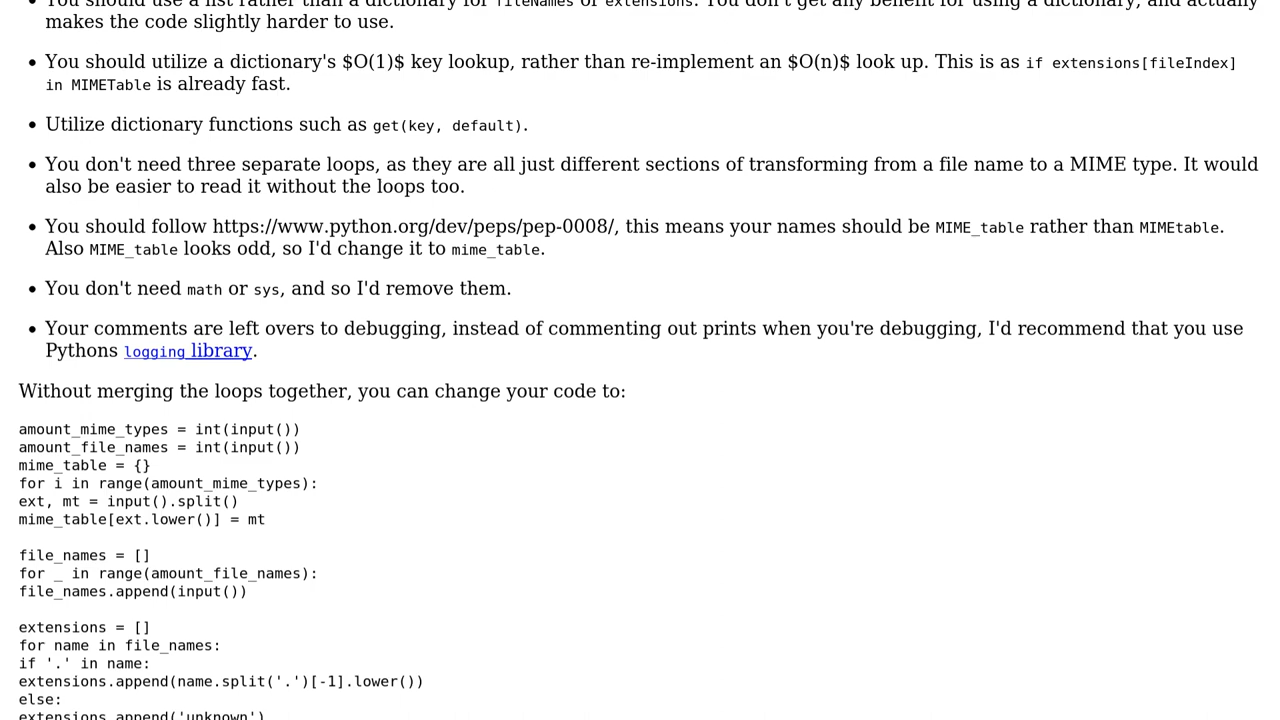 You should use a list rather than a dictionary for fileNames or extensions. You don't get any benefit for using a dictionary, and actually
makes the code slightly harder to use.
You should utilize a dictionary's $O(1)$ key lookup, rather than re-implement an $O(n)$ look up. This is as if extensions[fileIndex]
in MIMETable is already fast.
Utilize dictionary functions such as get(key, default).
You don't need three separate loops, as they are all just different sections of transforming from a file name to a MIME type. It would
also be easier to read it without the loops too.
You should follow https://www.python.org/dev/peps/pep-0008/, this means your names should be MIME_table rather than MIMEtable.
Also MIME_table looks odd, so I'd change it to mime_table.
You don't need math or sys, and so I'd remove them.
Your comments are left overs to debugging, instead of commenting out prints when you're debugging, I'd recommend that you use
Pythons logging library.
Without merging the loops together, you can change your code to:
amount_mime_types = int(input())
amount_file_names = int(input())
mime_table = {}
for i in range(amount_mime_types):
ext, mt = input().split()
mime_table[ext.lower()] = mt
file_names = []
for _ in range(amount_file_names):
file_names.append(input())
extensions = []
for name in file_names:
if '.' in name:
extensions.append(name.split('.')[-1].lower())
else:
extensions.append('unknown')